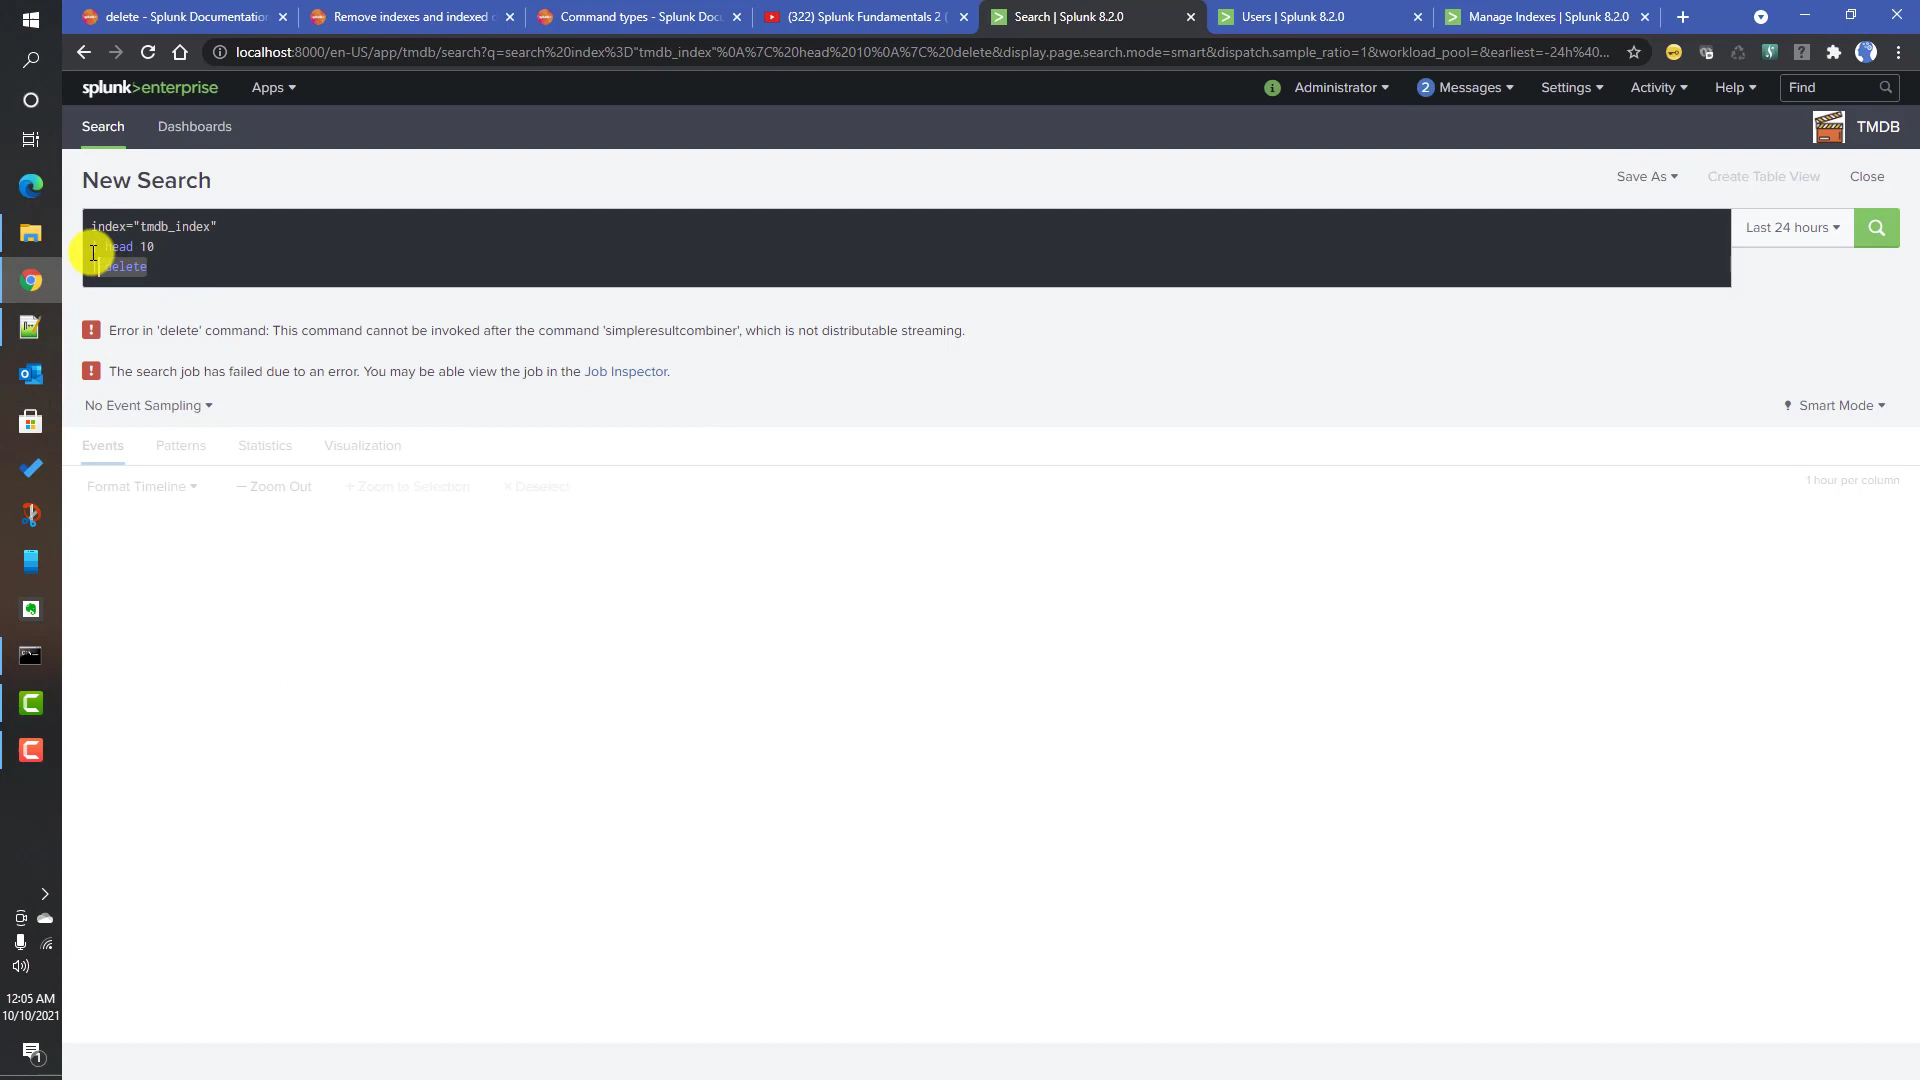 delete - Splunk Documentation
Remove indexes and indexed
Command types - Splunk Doc
(322) Splunk Fundamentals 2 (
Search | Splunk 8.2.0
Users | Splunk 8.2.0
Manage Indexes | Splunk 8.2.0
localhost:8000/en-US/app/tmdb/search?q=search%20index%3D"tmdb_index"%0A%7C%20head%2010%0A%7C%20delete&display.page.search.mode=smart&dispatch.sample_ratio=1&workload_pool=&earliest=-24h%40...
splunk>enterprise
Apps
Administrator
2 Messages
Settings
Activity
Help
Find
Search
Dashboards
TMDB
New Search
Save As
Create Table View
Close
index="tmdb_index"
head 10
| delete
Last 24 hours
Error in 'delete' command: This command cannot be invoked after the command 'simpleresultcombiner', which is not distributable streaming.
The search job has failed due to an error. You may be able view the job in the Job Inspector.
No Event Sampling
Smart Mode
Events
Patterns
Statistics
Visualization
Format Timeline
— Zoom Out
+ Zoom to Selection
× Deselect
1 hour per column
12:05 AM
10/10/2021
1